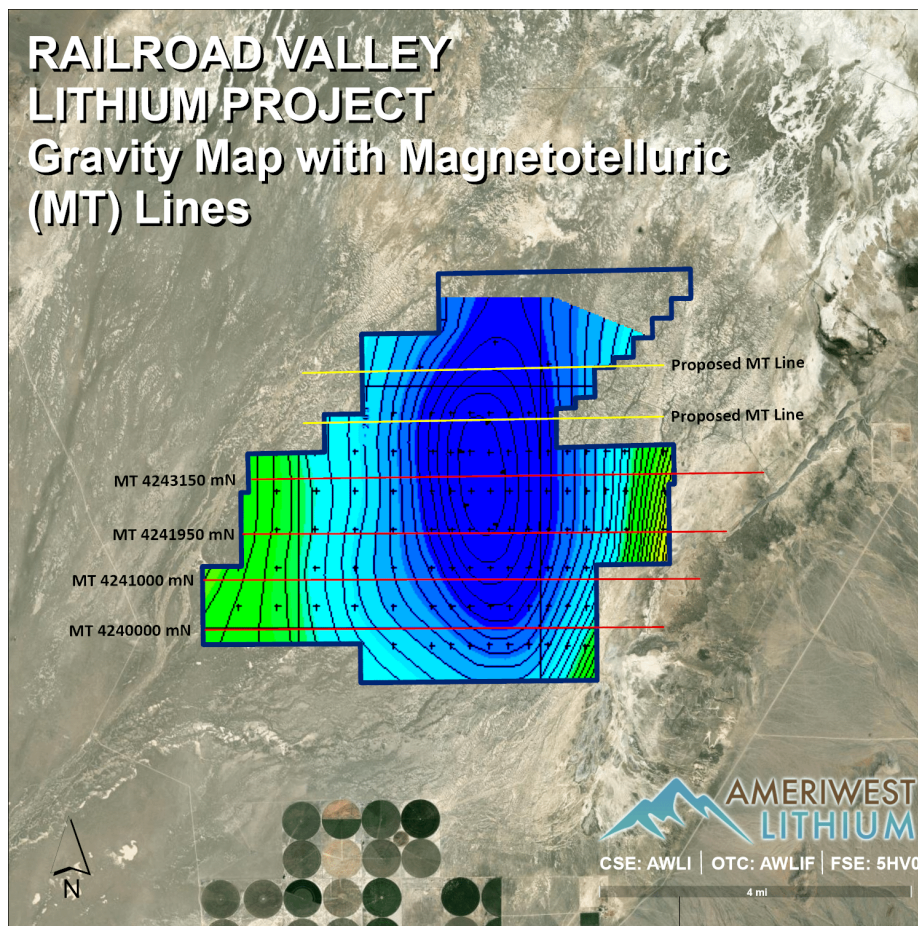 RAILROAD VALLEY
LITHIUM PROJECT
Gravity Map with Magnetotelluric
(MT) Lines
Proposed MT Line
Proposed MT Line
MT 4243150 mN
MT 4241950 mN
MT 4241000 mN
MT 4240000 mN
N
AMERIWEST
LITHIUM
CSE: AWLI | OTC: AWLIF | FSE: 5HV0
4 mi